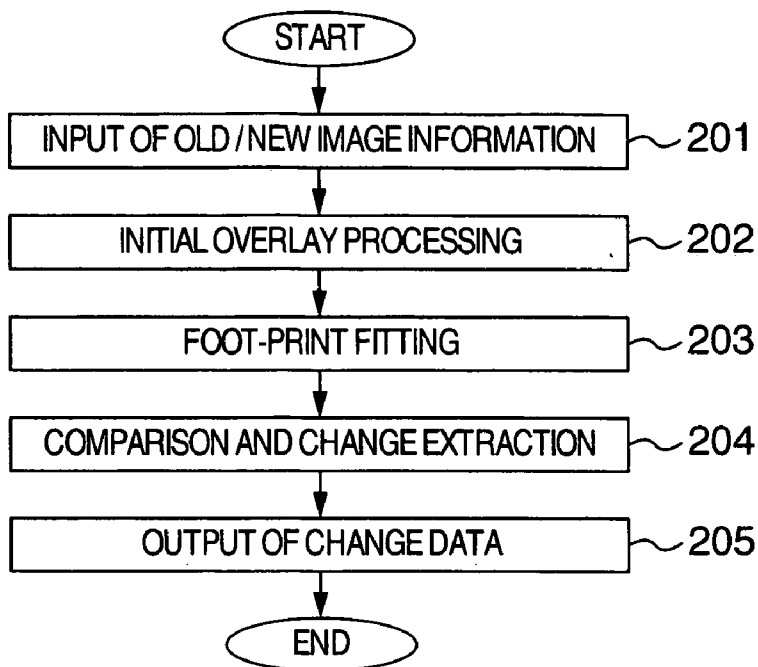 START
INPUT OF OLD / NEW IMAGE INFORMATION 201
INITIAL OVERLAY PROCESSING 202
FOOT-PRINT FITTING 203
COMPARISON AND CHANGE EXTRACTION 204
OUTPUT OF CHANGE DATA 205
END